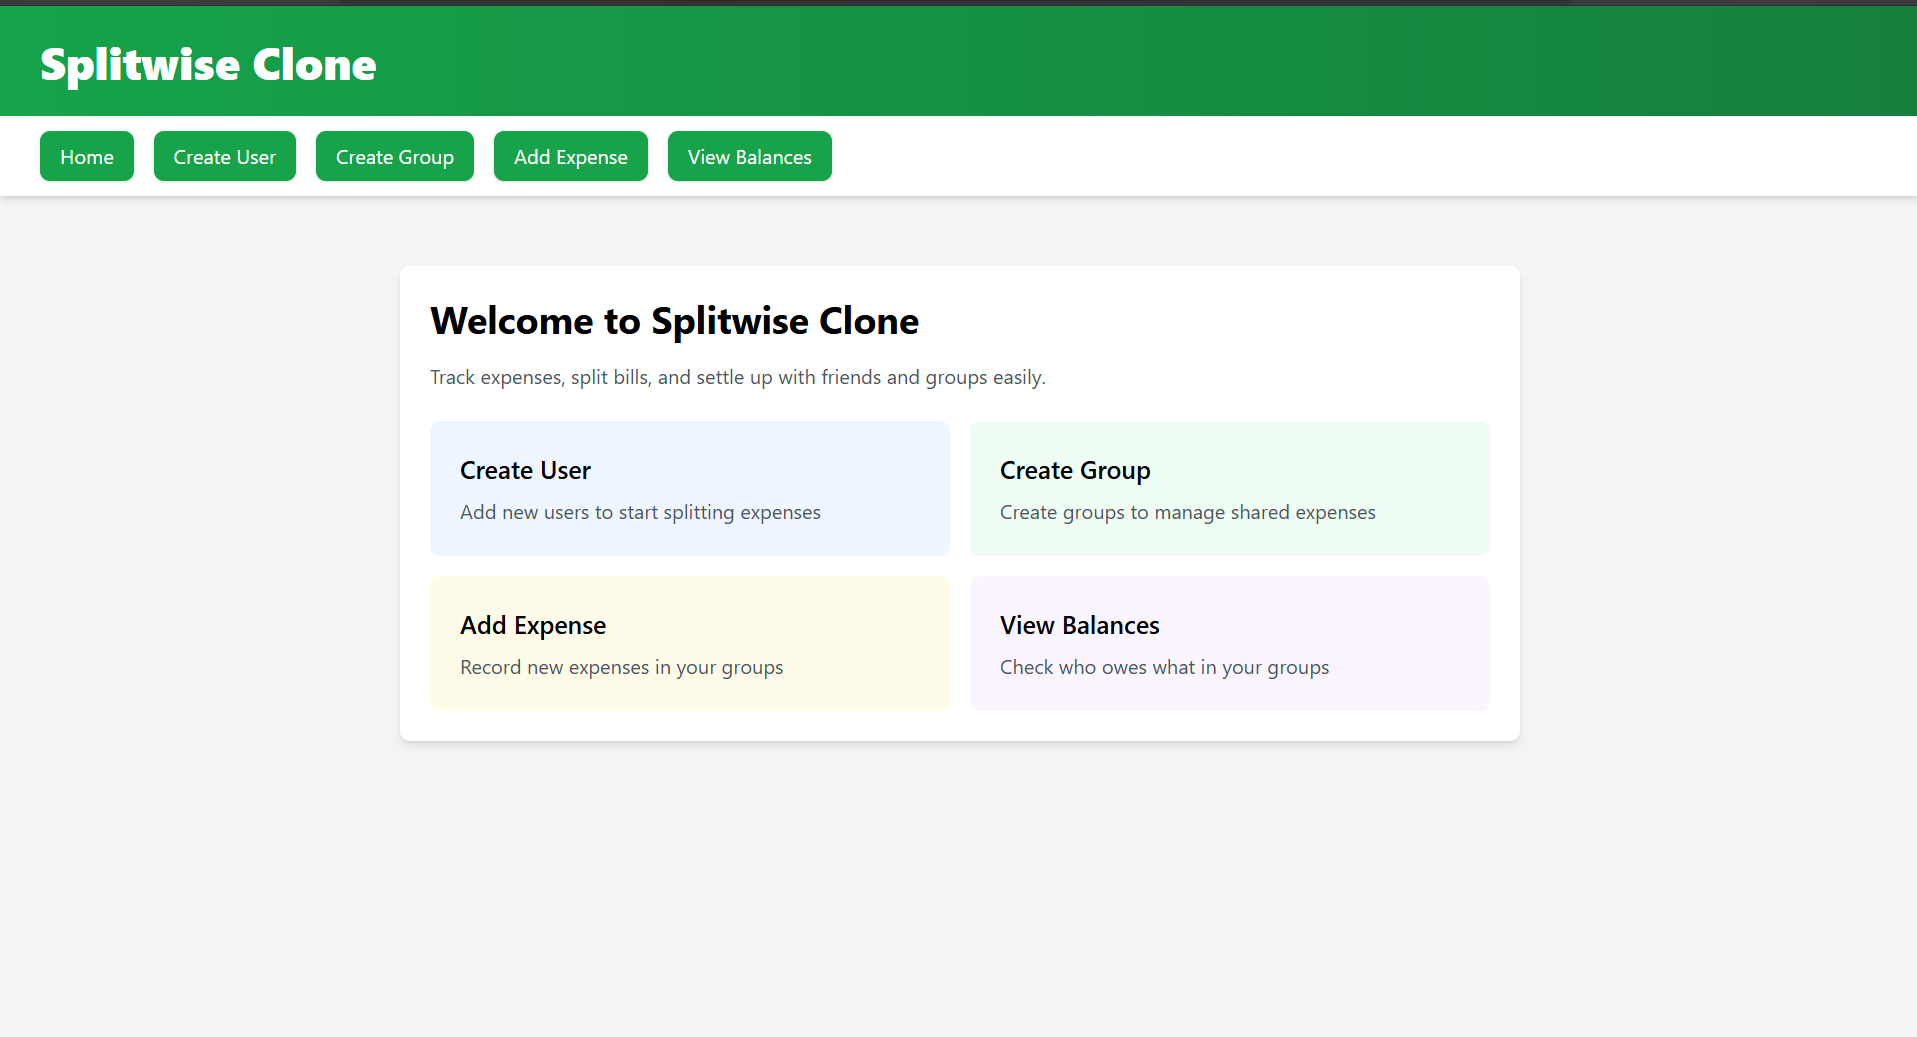 Splitwise Clone
Home
Create User
Create Group
Add Expense
View Balances
Welcome to Splitwise Clone
Track expenses, split bills, and settle up with friends and groups easily.
Create User
Add new users to start splitting expenses
Create Group
Create groups to manage shared expenses
Add Expense
Record new expenses in your groups
View Balances
Check who owes what in your groups